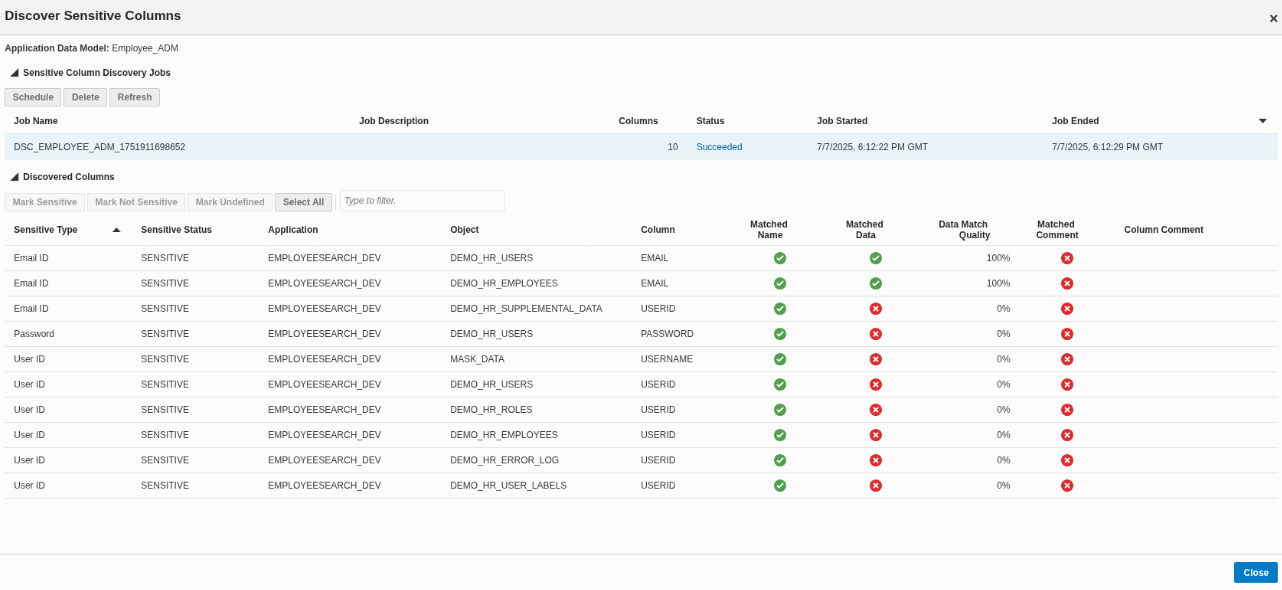 Discover Sensitive Columns
Application Data Model: Employee_ADM
Sensitive Column Discovery Jobs
Schedule Delete Refresh
Job Name Job Description Columns Status Job Started Job Ended
DSC_EMPLOYEE_ADM_1751911698652 10 Succeeded 7/7/2025, 6:12:22 PM GMT 7/7/2025, 6:12:29 PM GMT
Discovered Columns
Mark Sensitive Mark Not Sensitive Mark Undefined Select All Type to filter.
Sensitive Type Sensitive Status Application Object Column Matched Name Matched Data Data Match Quality Matched Comment Column Comment
Email ID SENSITIVE EMPLOYEESEARCH_DEV DEMO_HR_USERS EMAIL 100%
Email ID SENSITIVE EMPLOYEESEARCH_DEV DEMO_HR_EMPLOYEES EMAIL 100%
Email ID SENSITIVE EMPLOYEESEARCH_DEV DEMO_HR_SUPPLEMENTAL_DATA USERID 0%
Password SENSITIVE EMPLOYEESEARCH_DEV DEMO_HR_USERS PASSWORD 0%
User ID SENSITIVE EMPLOYEESEARCH_DEV MASK_DATA USERNAME 0%
User ID SENSITIVE EMPLOYEESEARCH_DEV DEMO_HR_USERS USERID 0%
User ID SENSITIVE EMPLOYEESEARCH_DEV DEMO_HR_ROLES USERID 0%
User ID SENSITIVE EMPLOYEESEARCH_DEV DEMO_HR_EMPLOYEES USERID 0%
User ID SENSITIVE EMPLOYEESEARCH_DEV DEMO_HR_ERROR_LOG USERID 0%
User ID SENSITIVE EMPLOYEESEARCH_DEV DEMO_HR_USER_LABELS USERID 0%
Close